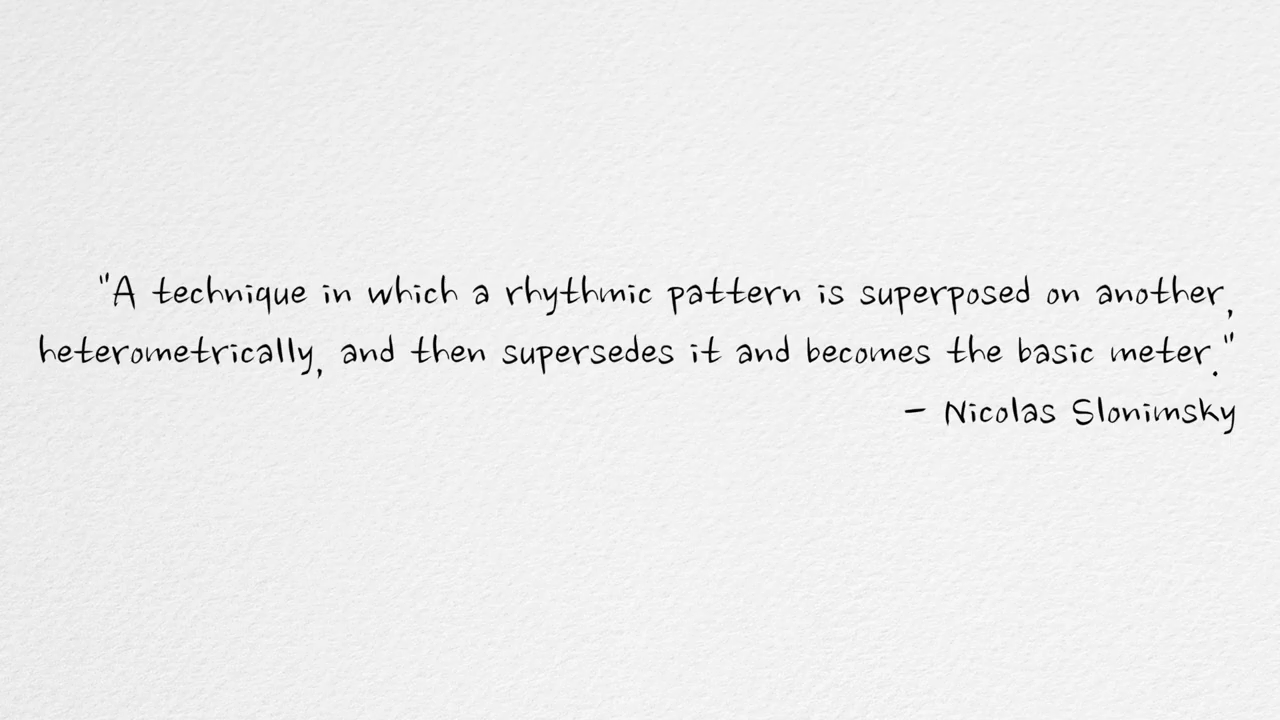 "A technique in which a rhythmic pattern is superposed on another,
heterometrically, and then supersedes it and becomes the basic meter."
– Nicolas Slonimsky